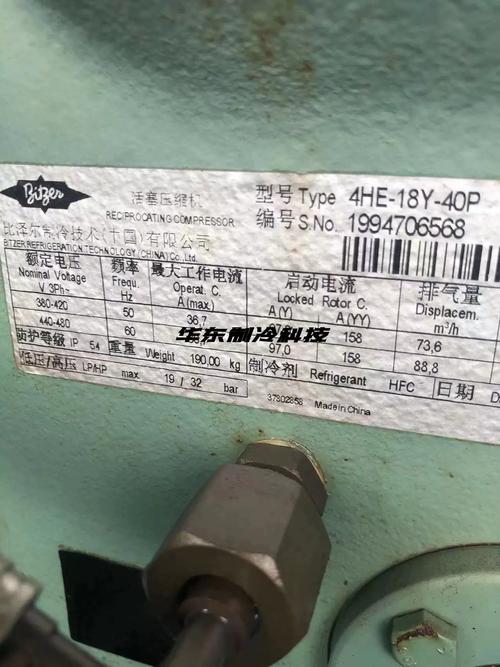 Bitzer 活塞压缩机 型号 Type 4HE-18Y-40P
RECIPROCATING COMPRESSOR 编号 S.No. 1994706568
比泽尔制冷技术(中国)有限公司
BITZER REFRIGERATION TECHNOLOGY (CHINA) Co. Ltd
额定电压 频率 最大工作电流 启动电流 排气量
Nominal Voltage Frequ. Operat. C. Locked Rotor C. Displacem.
V 3Ph~ Hz A(max) A(Y) A(YY) m³/h
380-420 50 36,7 158 73,6
440-480 60 97,0 158 88,8
华东制冷科技
防护等级 IP 54 重量 Weight 190,00 kg 制冷剂 Refrigerant HFC 日期
低压/高压 LP/HP max 19 / 32 bar
37302858 Made in China